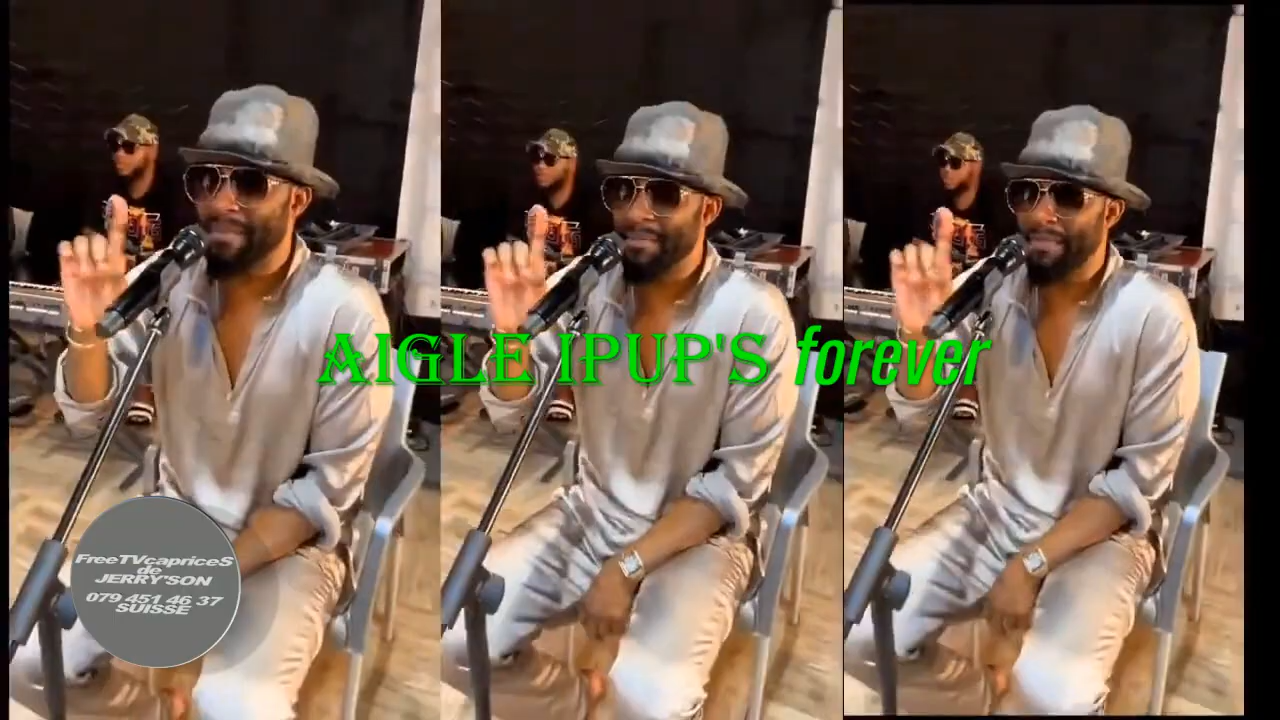 AIGLE IPUP'S forever
FreeTVcapriceS
de
JERRY'SON
079 451 46 37
SUISSE